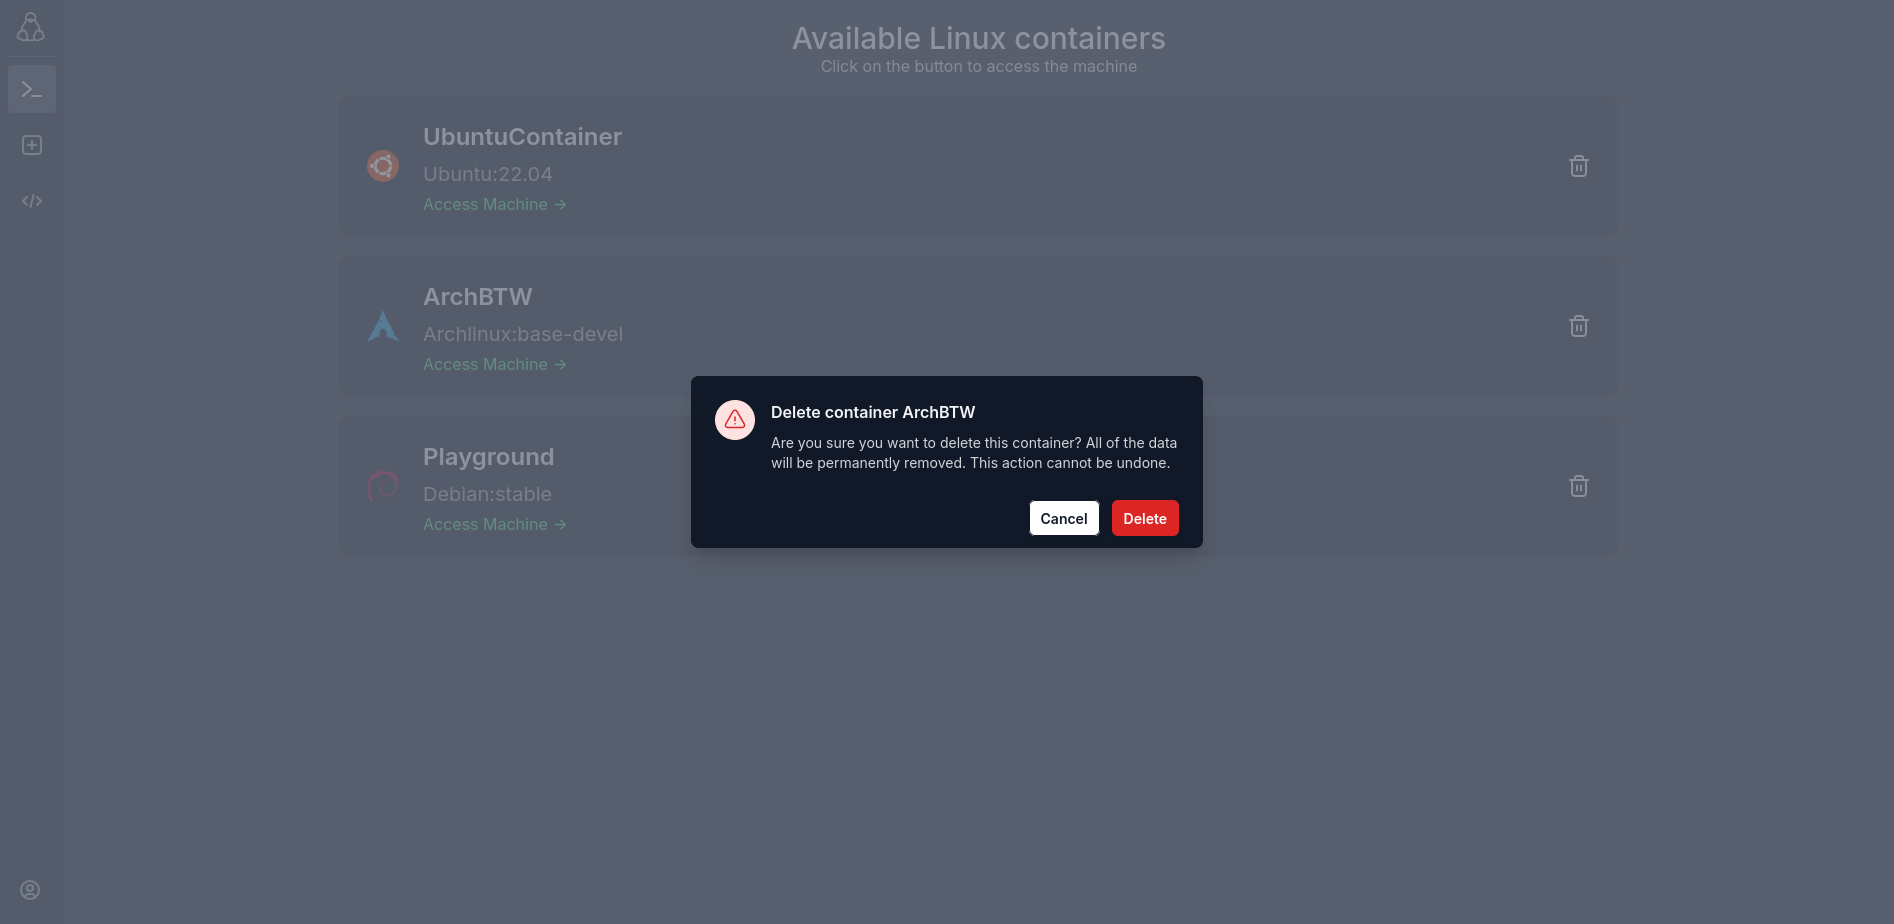 Available Linux containers
Click on the button to access the machine
UbuntuContainer
Ubuntu:22.04
Access Machine →
ArchBTW
Archlinux:base-devel
Access Machine →
Playground
Debian:stable
Access Machine →
Delete container ArchBTW
Are you sure you want to delete this container? All of the data
will be permanently removed. This action cannot be undone.
Cancel Delete